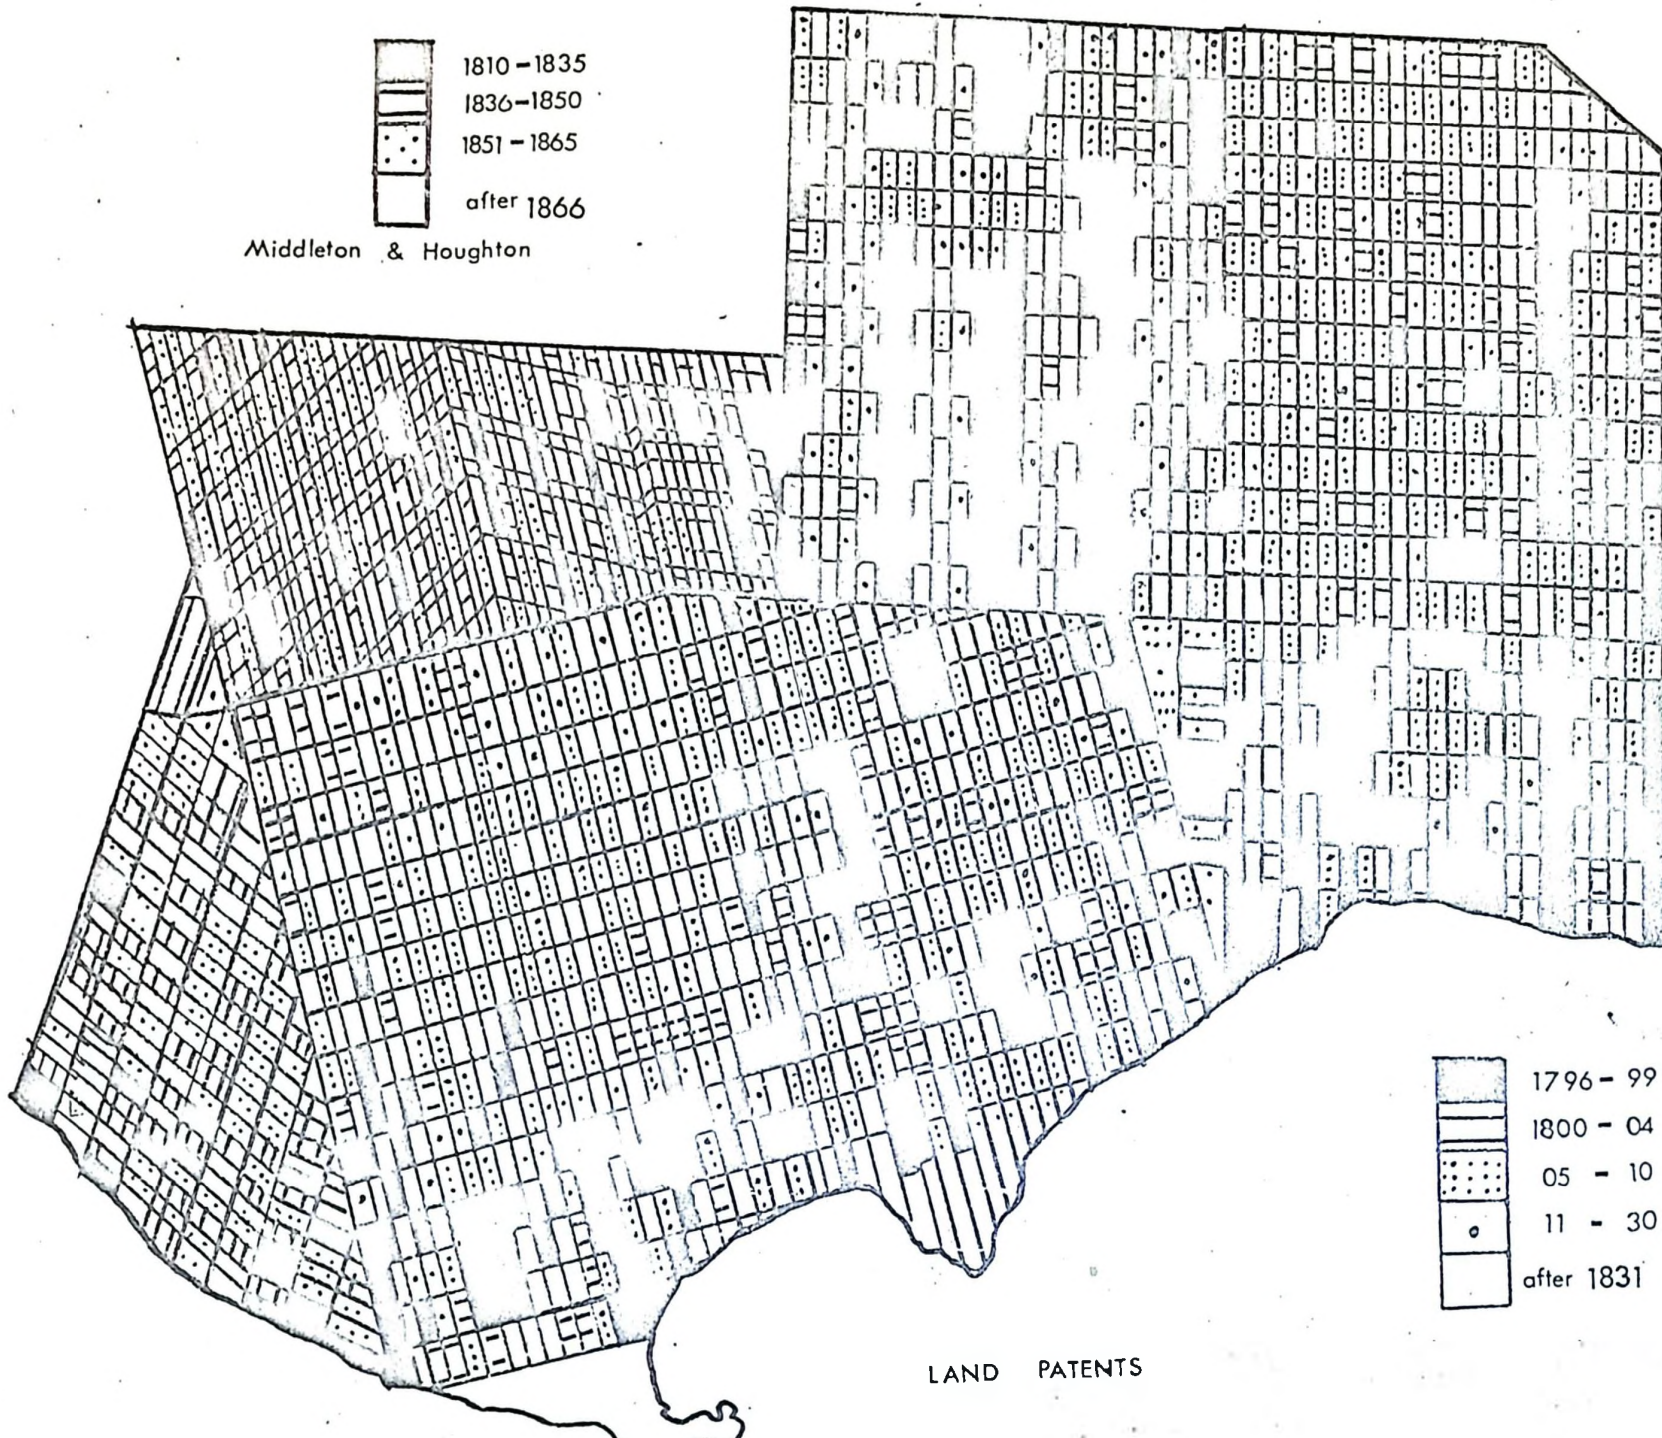 1810 - 1835
1836-1850
1851 - 1865
after 1866
Middleton & Houghton
1796 - 99
1800 - 04
05 - 10
11 - 30
after 1831
LAND PATENTS